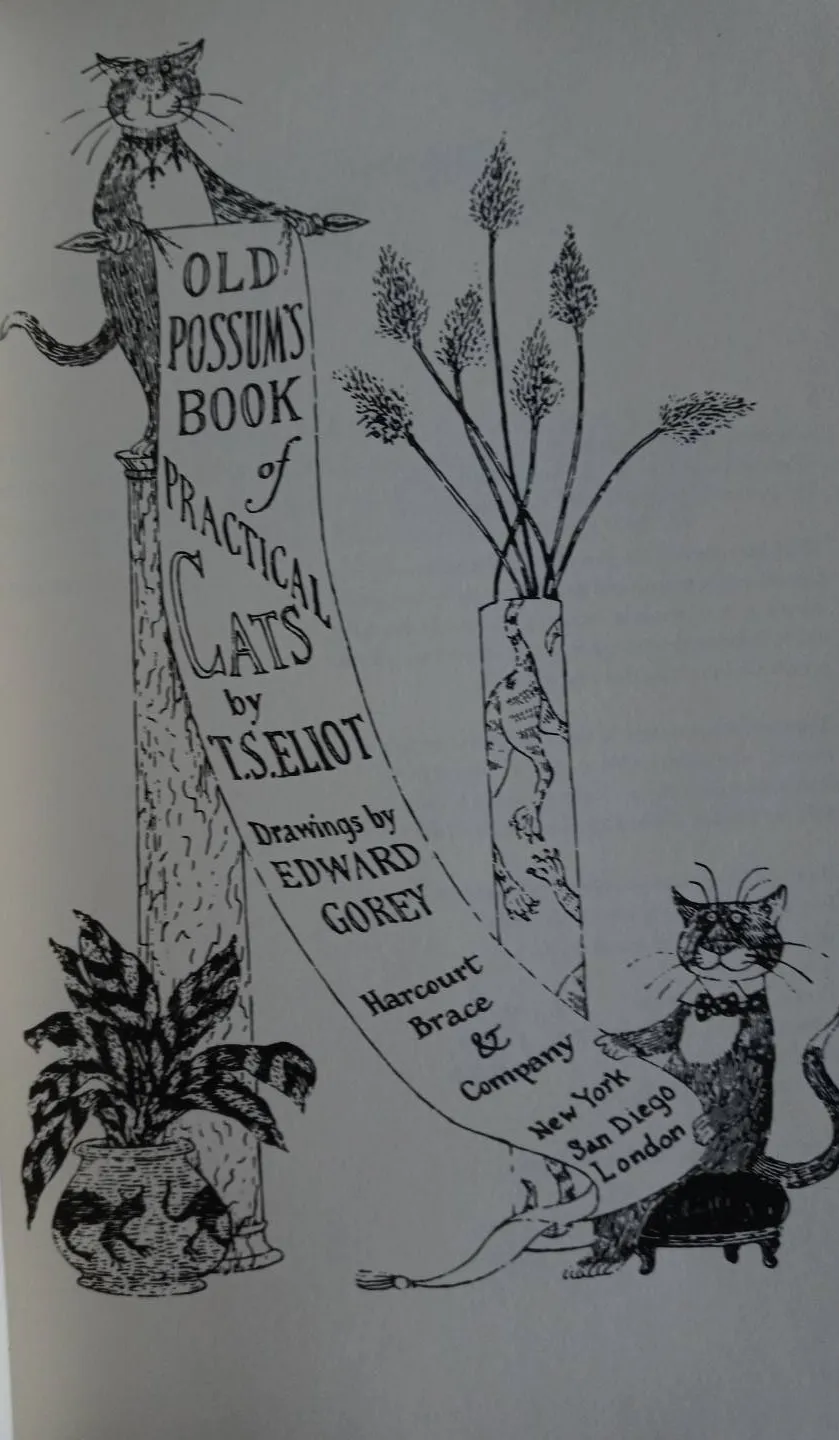 OLD
POSSUM'S
BOOK
of
PRACTICAL
CATS
by
T.S. ELIOT
Drawings by
EDWARD
GOREY
Harcourt
Brace
&
Company
New York
San Diego
London